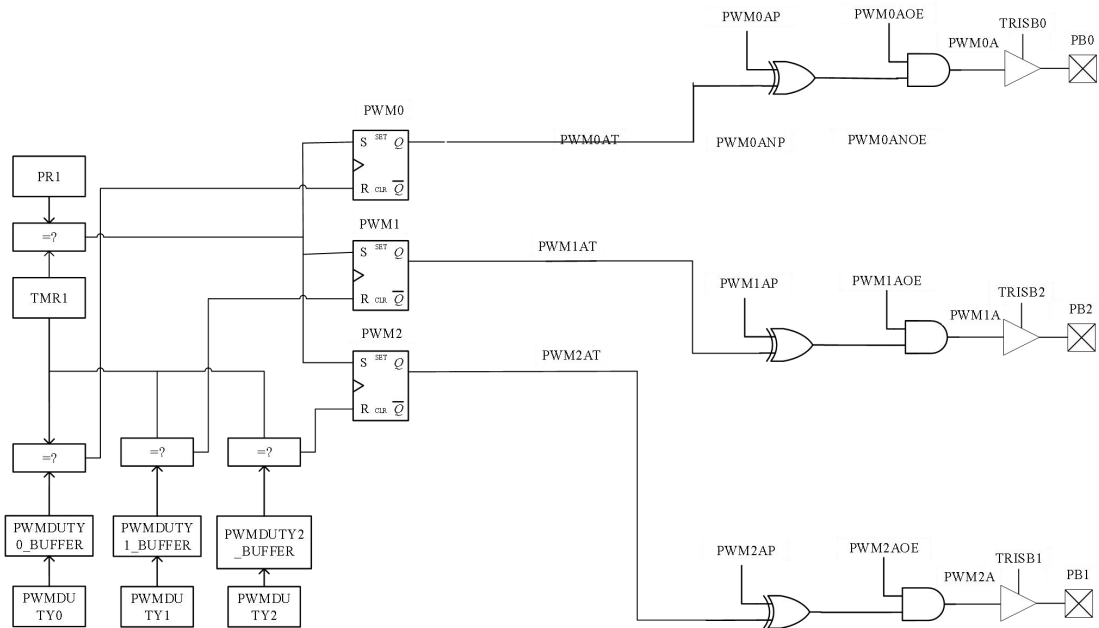 PWM0AP
PWM0AOE
TRISB0
PWM0A
PB0
PWM0
S SET Q
R CLR Q̅
PWM0AT
PWM0ANP
PWM0ANOE
PR1
=?
TMR1
PWM1
S SET Q
R CLR Q̅
PWM1AT
PWM1AP
PWM1AOE
TRISB2
PWM1A
PB2
PWM2
S SET Q
R CLR Q̅
PWM2AT
=?
=?
=?
PWMDUTY
0_BUFFER
PWMDUTY
1_BUFFER
PWMDUTY2
_BUFFER
PWMDU
TY0
PWMDU
TY1
PWMDU
TY2
PWM2AP
PWM2AOE
TRISB1
PWM2A
PB1